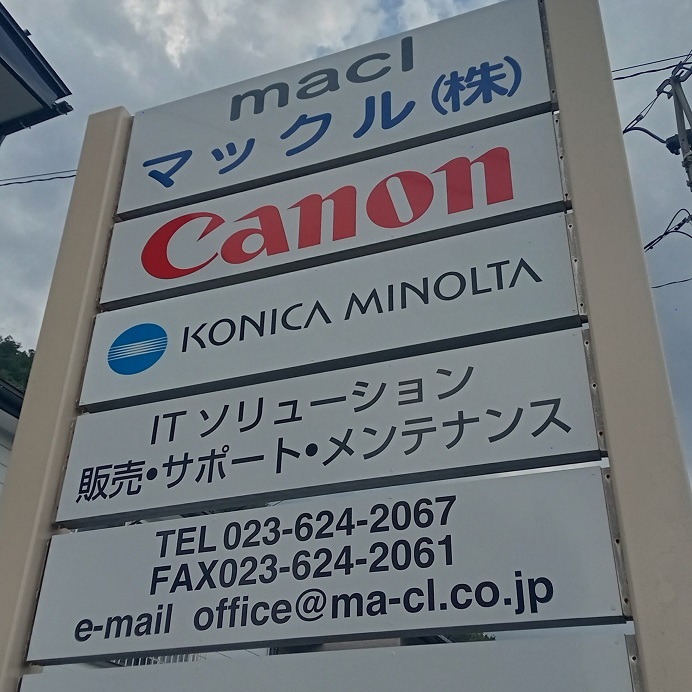 macl
マックル(株)
Canon
KONICA MINOLTA
ITソリューション
販売・サポート・メンテナンス
TEL 023-624-2067
FAX023-624-2061
e-mail office@ma-cl.co.jp